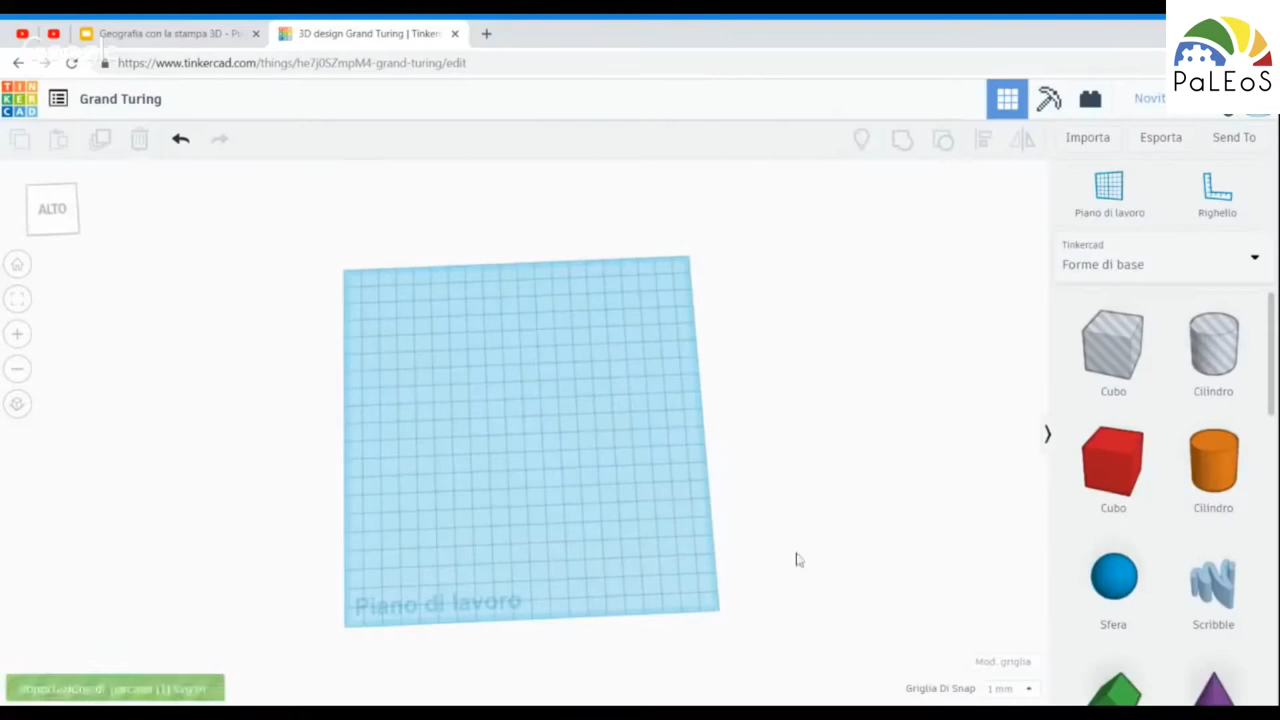 Geografia con la stampa 3D - P
3D design Grand Turing | Tinker
PaLEoS
https://www.tinkercad.com/things/he7j0SZmpM4-grand-turing/edit
TIN
KER
CAD
Grand Turing
Novit
Importa
Esporta
Send To
ALTO
Piano di lavoro
Righello
Tinkercad
Forme di base
Cubo
Cilindro
Cubo
Cilindro
Sfera
Scribble
Piano di lavoro
Mod. griglia
Griglia Di Snap
1 mm